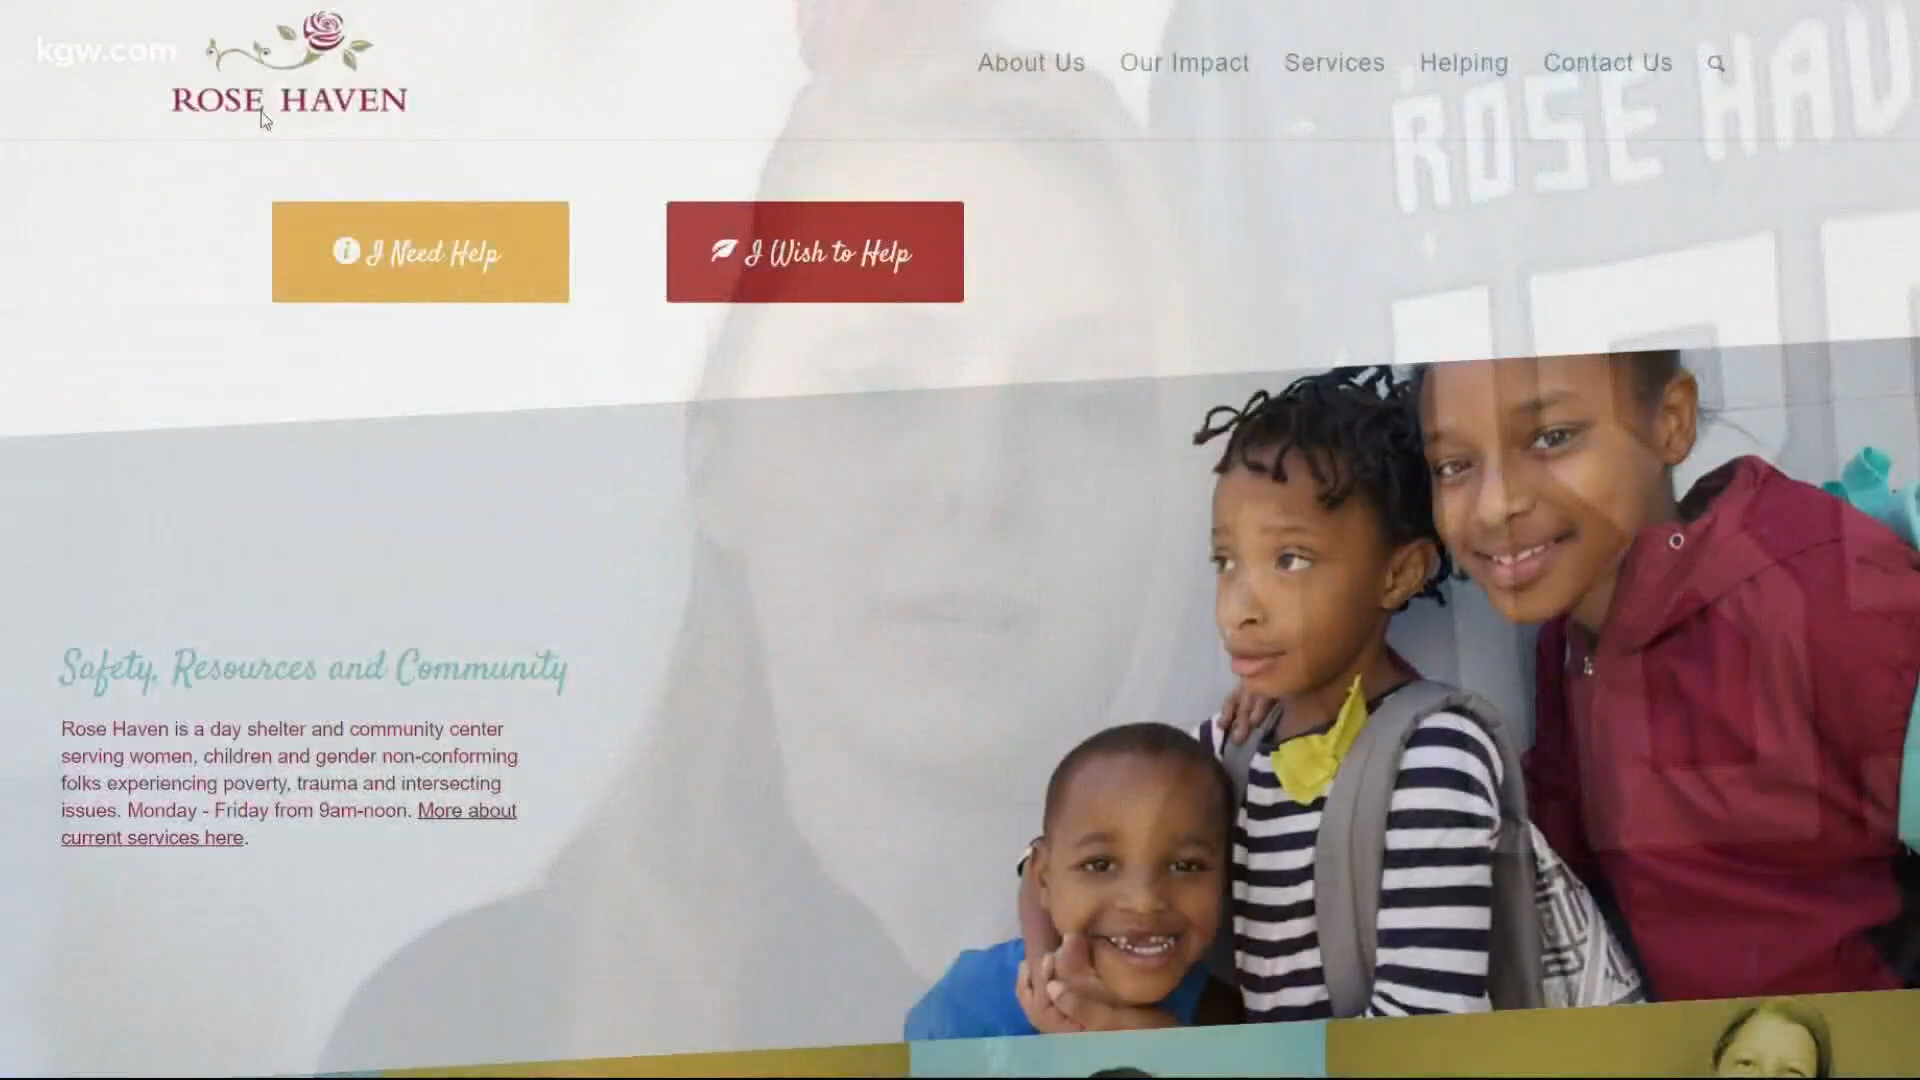 kgw.com
ROSE HAVEN
About Us
Our Impact
Services
Helping
Contact Us
ROSE HAV
I Need Help
I Wish to Help
Safety, Resources and Community
Rose Haven is a day shelter and community center
serving women, children and gender non-conforming
folks experiencing poverty, trauma and intersecting
issues. Monday - Friday from 9am-noon. More about
current services here.